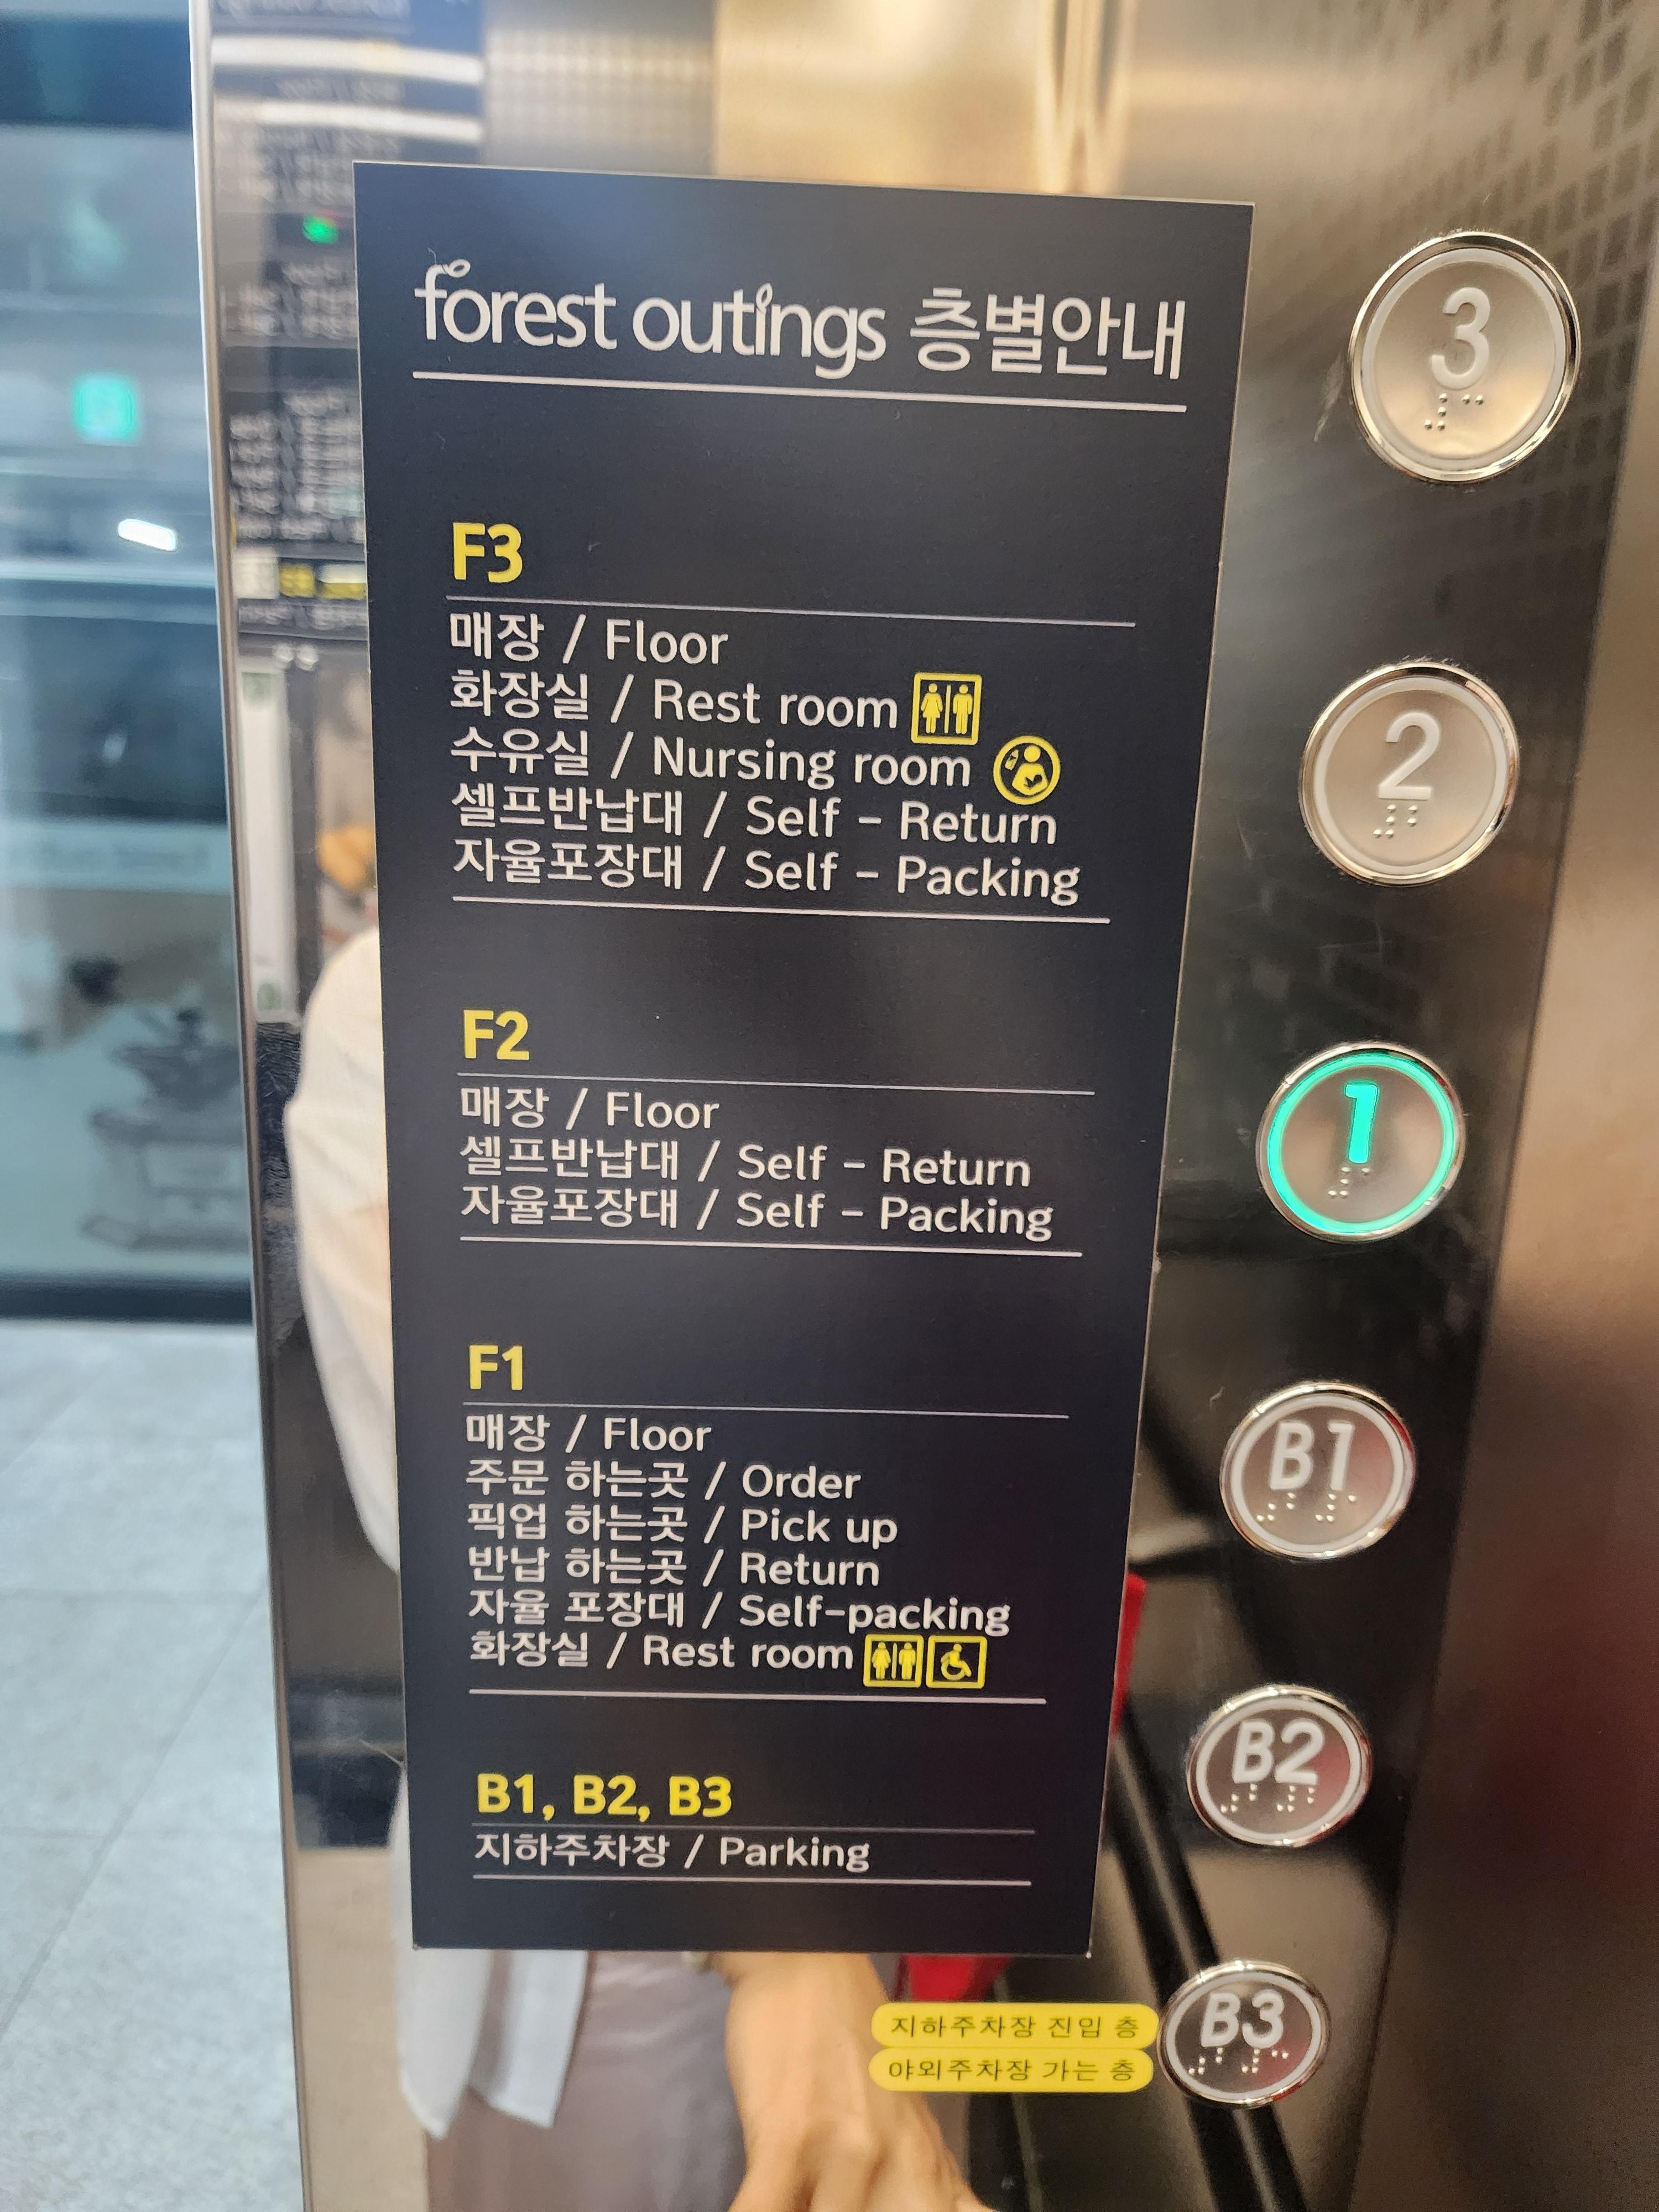 forest outings 층별안내
F3
매장 / Floor
화장실 / Rest room
수유실 / Nursing room
셀프반납대 / Self - Return
자율포장대 / Self - Packing
F2
매장 / Floor
셀프반납대 / Self - Return
자율포장대 / Self - Packing
F1
매장 / Floor
주문 하는곳 / Order
픽업 하는곳 / Pick up
반납 하는곳 / Return
자율 포장대 / Self-packing
화장실 / Rest room
B1, B2, B3
지하주차장 / Parking
3
2
1
B1
B2
B3
지하주차장 진입 층
야외주차장 가는 층